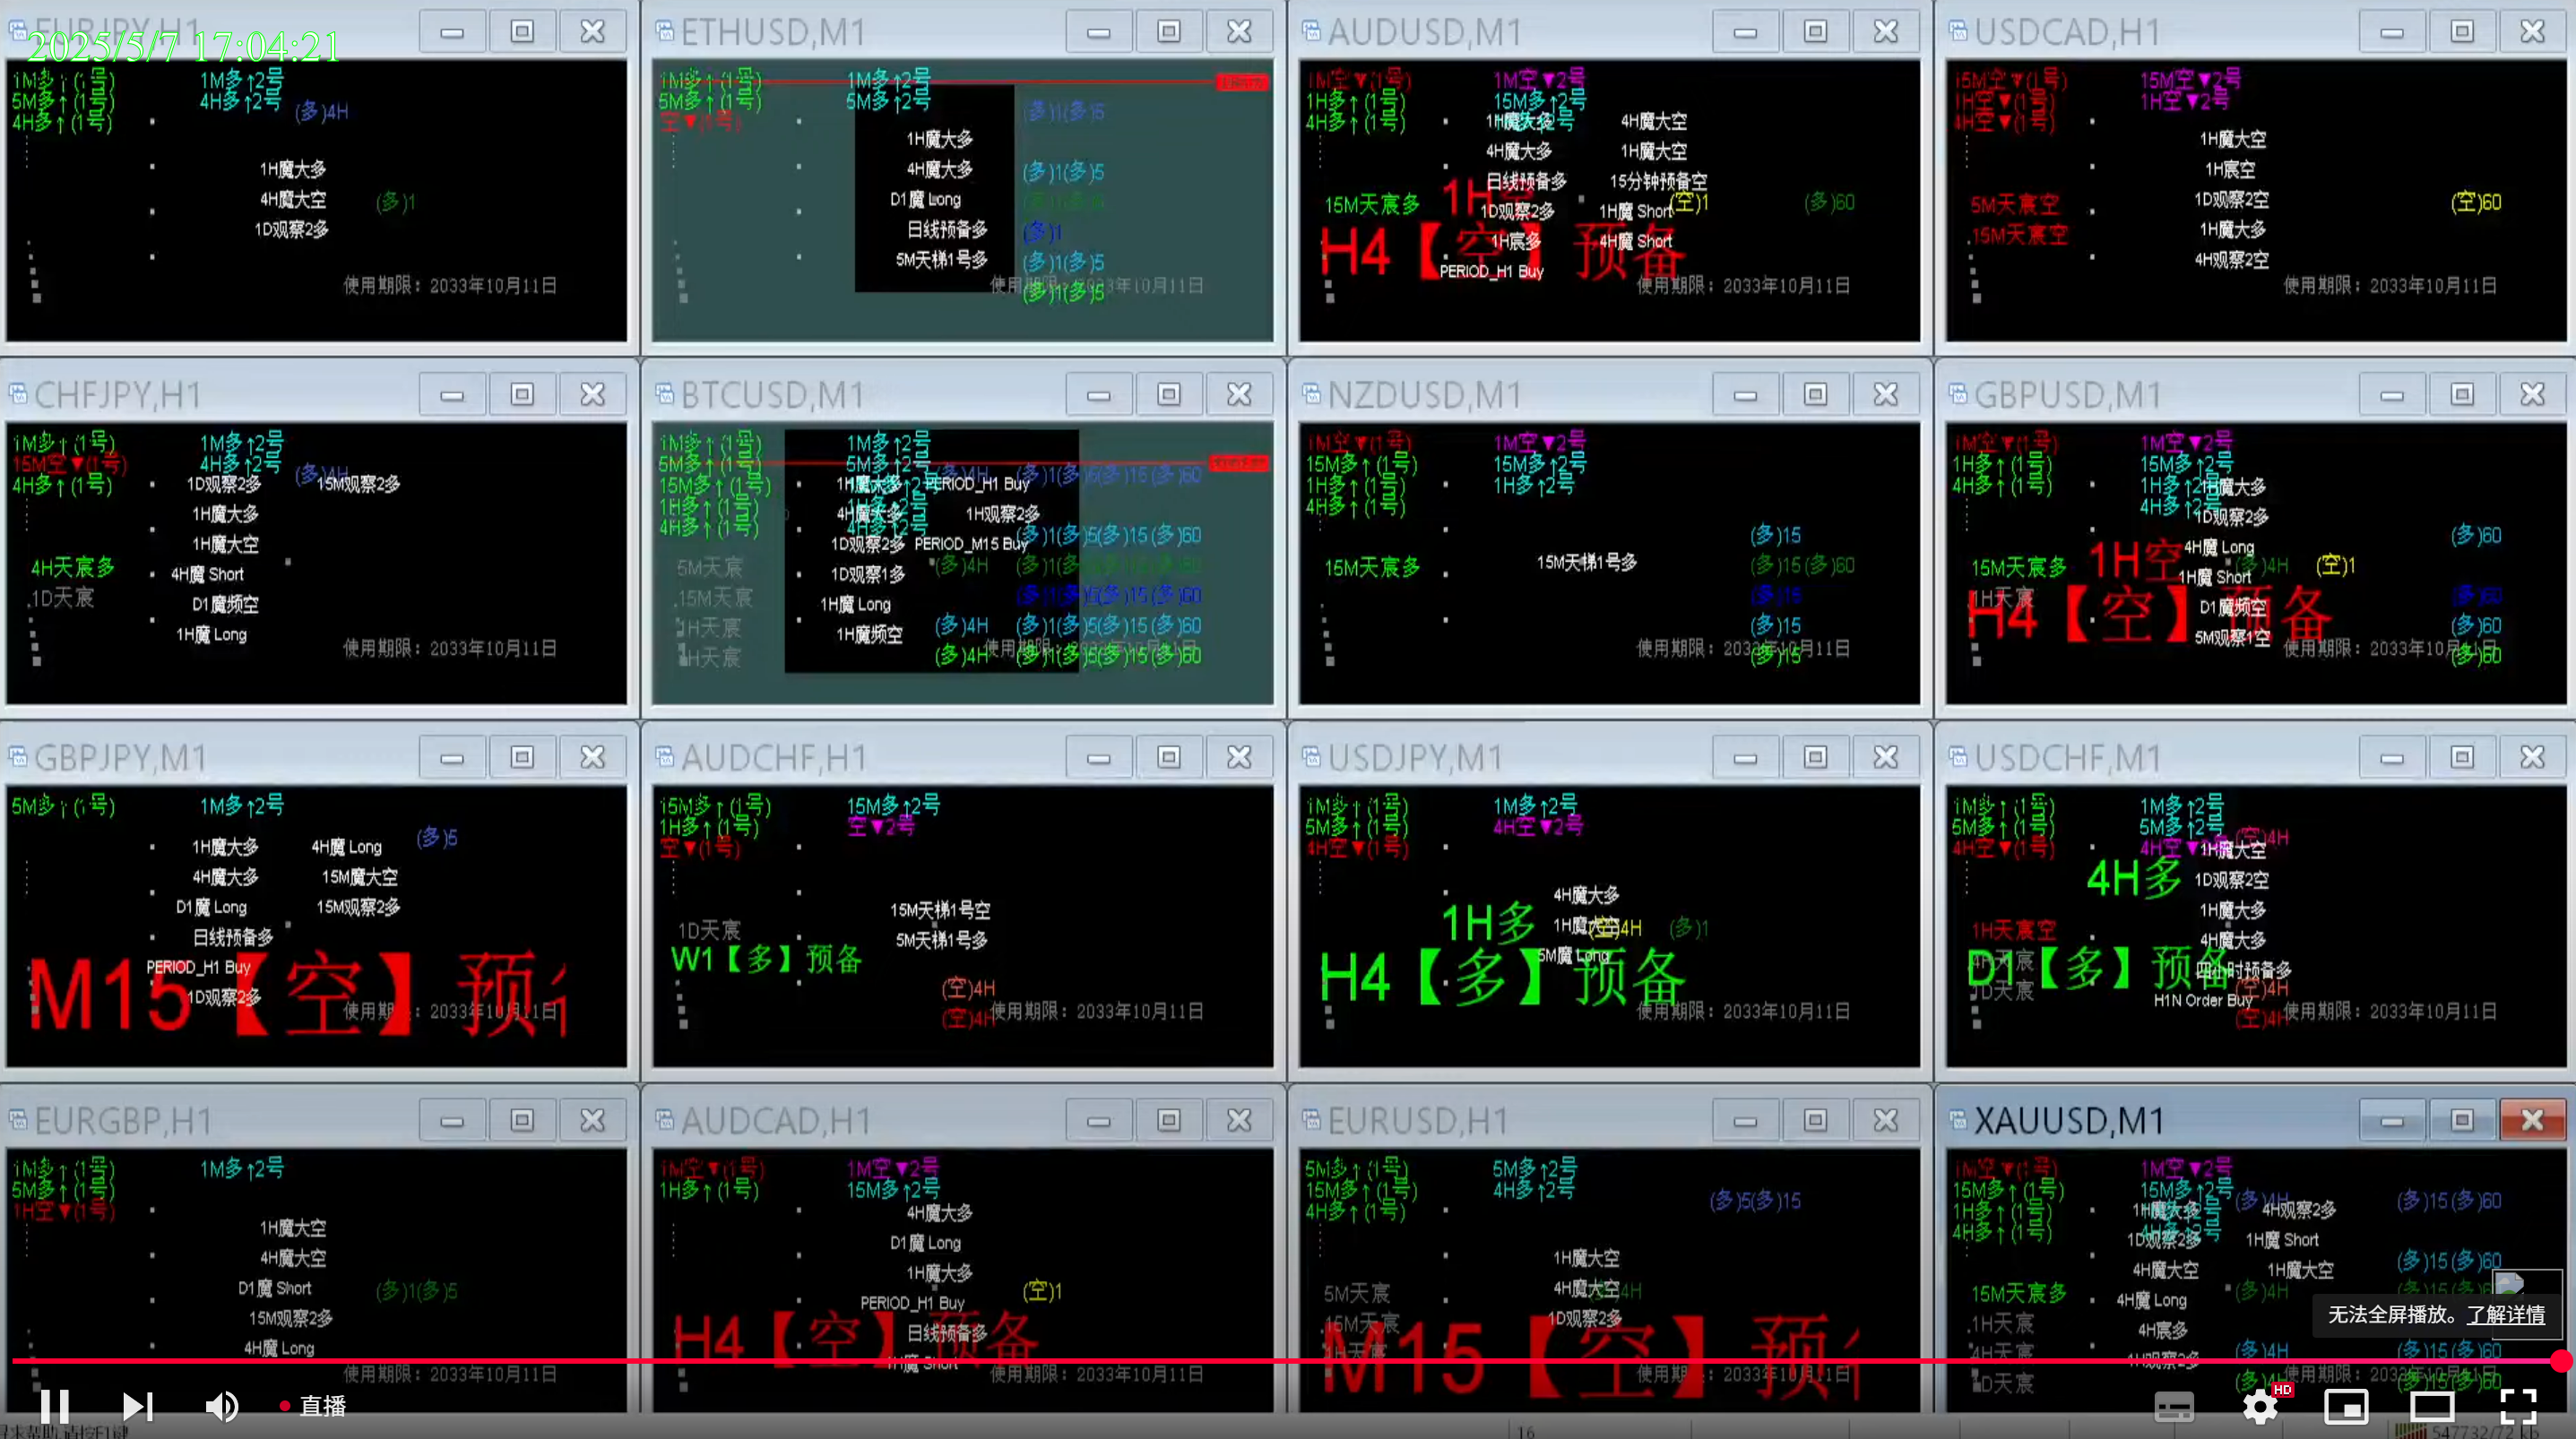 EURJPY,H1
2025/5/7 17:04:21
1M多↑(1号)
1M多↑2号
5M多↑(1号)
4H多↑2号
(多)4H
4H多↑(1号)
1H魔大多
4H魔大空
(多)1
1D观察2多
使用期限：2033年10月11日
ETHUSD,M1
1M多↑(1号)
1M多↑2号
5M多↑(1号)
5M多↑2号
(多)1(多)5
空▼(1号)
1H魔大多
4H魔大多
(多)1(多)5
D1魔 Long
日线预备多
(多)1
5M天梯1号多
(多)1(多)5
使用期限：2033年10月11日
(多)1(多)5
AUDUSD,M1
1M空▼(1号)
1M空▼2号
1H多↑(1号)
15M多↑2号
4H多↑(1号)
1H魔大多
4H魔大空
4H魔大多
1H魔大空
日线预备多
15分钟预备空
15M天宸多
1H空
1D观察2多
1H魔 Short
(空)1
(多)60
H4【空】预备
1H宸多
4H魔 Short
PERIOD_H1 Buy
使用期限：2033年10月11日
USDCAD,H1
15M空▼(1号)
15M空▼2号
1H空▼(1号)
1H空▼2号
4H空▼(1号)
1H魔大空
1H宸空
5M天宸空
1D观察2空
(空)60
15M天宸空
1H魔大多
4H观察2空
使用期限：2033年10月11日
CHFJPY,H1
1M多↑(1号)
1M多↑2号
15M空▼(1号)
4H多↑2号
(多)4H
4H多↑(1号)
1D观察2多
15M观察2多
1H魔大多
1H魔大空
4H天宸多
4H魔 Short
1D天宸
D1魔频空
1H魔 Long
使用期限：2033年10月11日
BTCUSD,M1
1M多↑(1号)
1M多↑2号
5M多↑(1号)
5M多↑2号
(多)4H
(多)1(多)5(多)15(多)60
15M多↑(1号)
1H魔大多
PERIOD_H1 Buy
1H多↑(1号)
4H魔大多
1H观察2多
4H多↑(1号)
4H多↑2号
(多)1(多)5(多)15(多)60
1D观察2多
PERIOD_M15 Buy
5M天宸
1D观察1多
(多)4H
15M天宸
1H魔 Long
(多)1(多)5(多)15(多)60
1H天宸
1H魔频空
(多)4H
(多)1(多)5(多)15(多)60
(多)4H
(多)1(多)5(多)15(多)60
NZDUSD,M1
1M空▼(1号)
1M空▼2号
15M多↑(1号)
15M多↑2号
1H多↑(1号)
1H多↑2号
4H多↑(1号)
(多)15
15M天宸多
15M天梯1号多
(多)15(多)60
(多)15
(多)15
使用期限：2033年10月11日
(多)15
GBPUSD,M1
1M空▼(1号)
1M空▼2号
1H多↑(1号)
15M多↑2号
4H多↑(1号)
1H多↑2号
1H魔大多
4H多↑2号
1D观察2多
(多)60
1H空
4H魔 Long
15M天宸多
(多)4H
(空)1
1H魔 Short
1H天宸
H4【空】预备
D1魔频空
(多)60
5M观察1空
(多)60
使用期限：2033年10月11日
(多)60
GBPJPY,M1
5M多↑(1号)
1M多↑2号
(多)5
1H魔大多
4H魔 Long
4H魔大多
15M魔大空
D1魔 Long
15M观察2多
日线预备多
PERIOD_H1 Buy
M15【空】预
1D观察2多
使用期限：2033年10月11日
AUDCHF,H1
15M多↑(1号)
15M多↑2号
1H多↑(1号)
空▼2号
空▼(1号)
15M天梯1号空
1D天宸
5M天梯1号多
W1【多】预备
(空)4H
(空)4H
使用期限：2033年10月11日
USDJPY,M1
1M多↑(1号)
1M多↑2号
5M多↑(1号)
4H空▼2号
4H空▼(1号)
4H魔大多
1H多
1H魔大空
(空)4H
(多)1
5M魔 Long
H4【多】预备
使用期限：2033年10月11日
USDCHF,M1
1M多↑(1号)
1M多↑2号
5M多↑(1号)
5M多↑2号
(空)4H
4H空▼(1号)
1H魔大空
4H多
1D观察2空
1H魔大多
1H天宸空
4H魔大多
4H天宸
D1【多】预备
四小时预备多
1D天宸
(空)4H
H1N Order Buy
(空)4H
使用期限：2033年10月11日
EURGBP,H1
1M多↑(1号)
1M多↑2号
5M多↑(1号)
1H空▼(1号)
1H魔大空
4H魔大空
D1魔 Short
(多)1(多)5
15M观察2多
4H魔 Long
使用期限：2033年10月11日
AUDCAD,H1
1M空▼(1号)
1M空▼2号
1H多↑(1号)
15M多↑2号
4H魔大多
D1魔 Long
1H魔大多
(空)1
PERIOD_H1 Buy
H4【空】预备
日线预备多
1H魔 Short
使用期限：2033年10月11日
EURUSD,H1
5M多↑(1号)
5M多↑2号
15M多↑(1号)
4H多↑2号
(多)5(多)15
4H多↑(1号)
1H魔大空
5M天宸
4H魔大空
15M天宸
1D观察2多
1H天宸
M15【空】预
使用期限：2033年10月11日
XAUUSD,M1
1M空▼(1号)
1M空▼2号
15M多↑(1号)
15M多↑2号
(多)4H
(多)15(多)60
1H多↑(1号)
1H魔大多
4H观察2多
4H多↑(1号)
1D观察2多
1H魔 Short
(多)15(多)60
4H魔大空
1H魔大空
15M天宸多
4H魔 Long
(多)4H
1H天宸
4H宸多
无法全屏播放。了解详情
4H天宸
1H观察2多
(多)4H
(多)15(多)60
使用期限：2033年10月11日
1D天宸
直播
HD
16
547732/72 kb